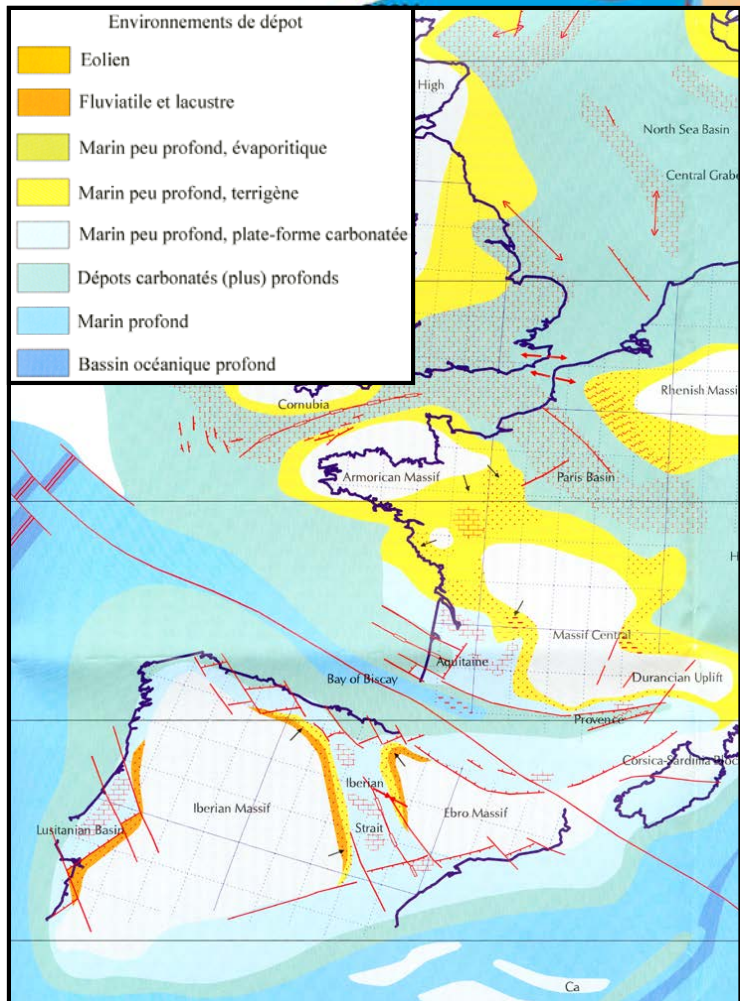 Environnements de dépot
Eolien
Fluviatile et lacustre
Marin peu profond, évaporitique
Marin peu profond, terrigène
Marin peu profond, plate-forme carbonatée
Dépots carbonatés (plus) profonds
Marin profond
Bassin océanique profond
High
North Sea Basin
Central Grabe
Cornubia
Rhenish Massi
Armorican Massif
Paris Basin
H
Massif Central
Aquitaine
Bay of Biscay
Durancian Uplift
Provence
Corsica-Sardinia Block
Iberian Massif
Iberian
Strait
Ebro Massif
Lusitanian Basin
Ca